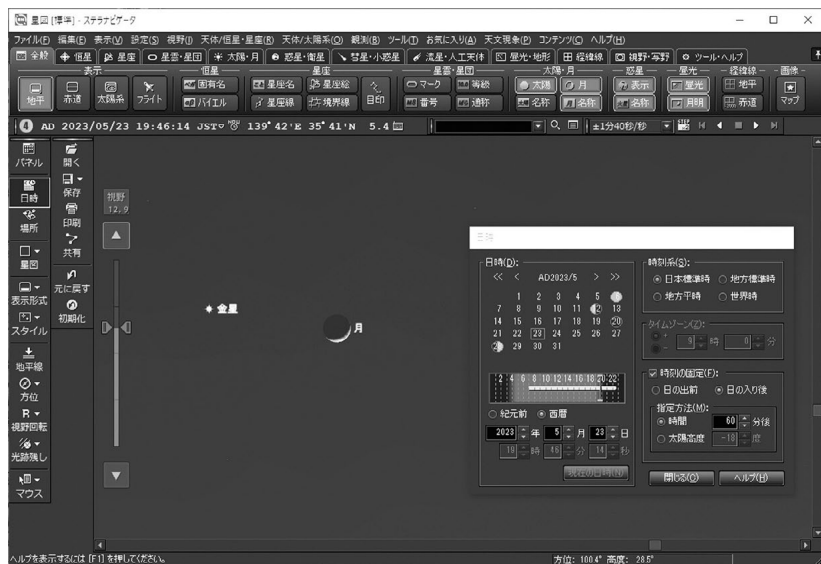 星図 [標準] - ステラナビゲータ
ファイル(F) 編集(E) 表示(V) 設定(S) 視野(I) 天体/恒星・星座(R) 天体/太陽系(O) 観測(B) ツール(T) お気に入り(A) 天文現象(P) コンテンツ(C) ヘルプ(H)
全般 恒星 星座 星雲・星団 太陽・月 惑星・衛星 彗星・小惑星 流星・人工天体 昼光・地形 経緯線 視野・写野 ツール・ヘルプ
表示 恒星 星座 星雲・星団 太陽・月 惑星 昼光 経緯線 画像
地平 赤道 太陽系 フライト 固有名 星座名 星座絵 目印 マーク 等級 太陽 月 表示 昼光 地平 マップ
バイエル 星座線 境界線 番号 通称 名称 名称 名称 月明 赤道
4 AD 2023/05/23 19:46:14 JST 139°42'E 35°41'N 5.4 ±1分40秒/秒
パネル 開く
日時 保存
場所 印刷
星図 共有
表示形式 元に戻す
スタイル 初期化
地平線
方位
視野回転
光跡残し
マウス
視野
12.9
金星
月
日時
日時(D):
<< < AD2023/5 > >>
1 2 3 4 5
7 8 9 10 11 12 13
14 15 16 17 18 19 20
21 22 23 24 25 26 27
28 29 30 31
2 4 6 8 10 12 14 16 18 20 22
紀元前 西暦
2023 年 5 月 23 日
19 時 46 分 14 秒
現在の日時(N)
時刻系(S):
日本標準時 地方標準時
地方平時 世界時
タイムゾーン(Z):
+ - 9 時 0 分
時刻の固定(F):
日の出前 日の入り後
指定方法(M):
時間 60 分後
太陽高度 -18 度
閉じる(O) ヘルプ(H)
ヘルプを表示するには [F1] を押してください。 方位: 100.4° 高度: 28.5°